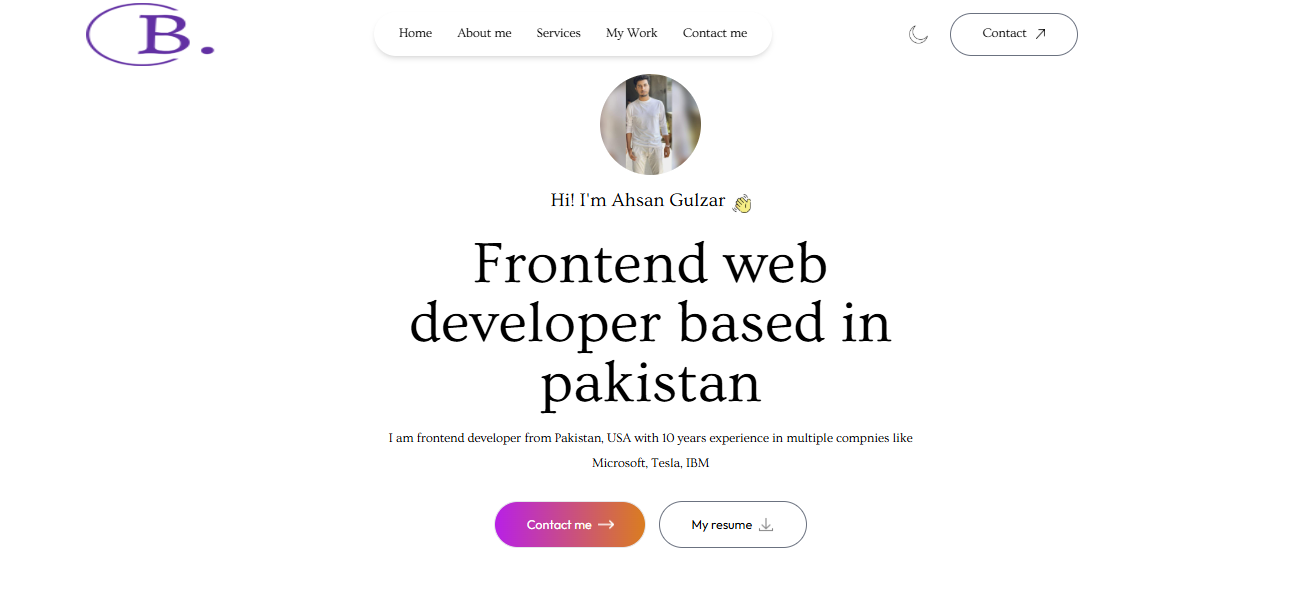 B.
Home About me Services My Work Contact me
Contact
Hi! I'm Ahsan Gulzar
Frontend web
developer based in
pakistan
I am frontend developer from Pakistan, USA with 10 years experience in multiple compnies like
Microsoft, Tesla, IBM
Contact me
My resume